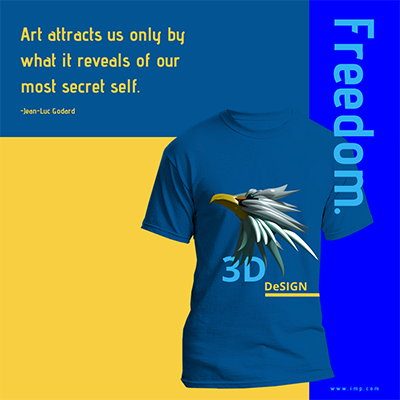 Art attracts us only by
what it reveals of our
most secret self.
-Jean-Luc Godard
Freedom.
3D
DeSIGN
www.imp.com